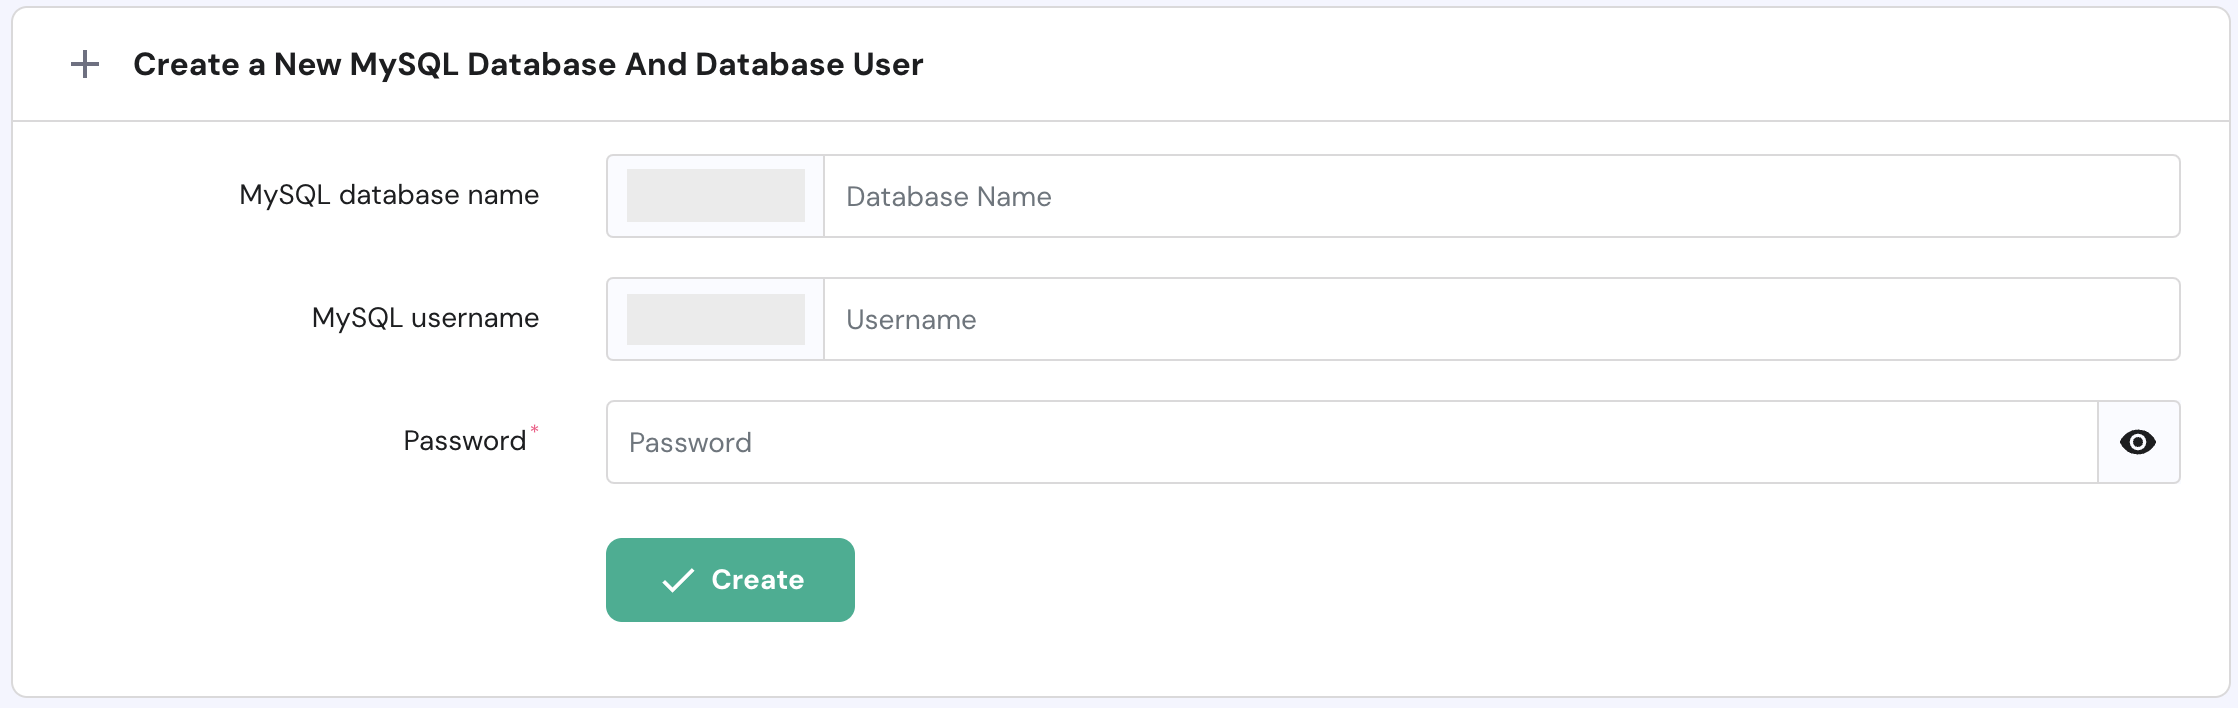 Create a New MySQL Database And Database User
MySQL database name
Database Name
MySQL username
Username
Password*
Password
Create